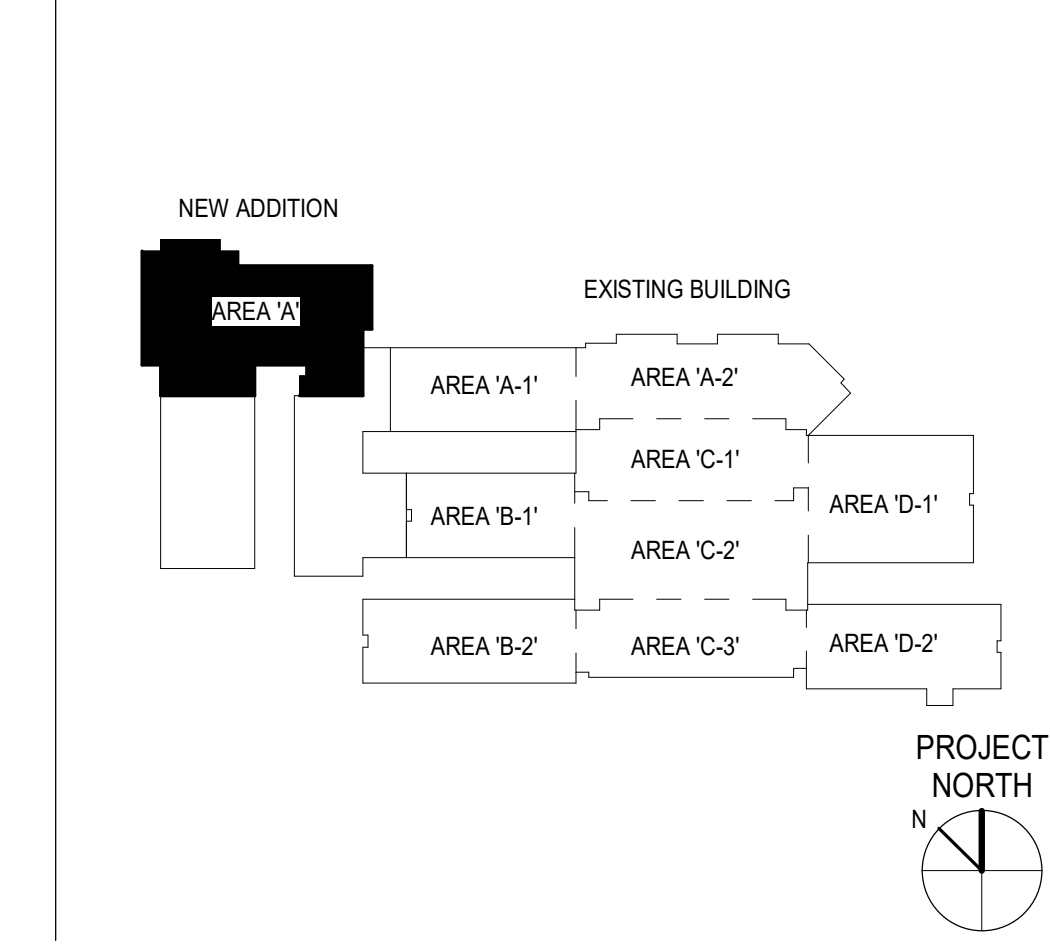 NEW ADDITION
AREA 'A'
EXISTING BUILDING
AREA 'A-1'
AREA 'A-2'
AREA 'C-1'
AREA 'B-1'
AREA 'D-1'
AREA 'C-2'
AREA 'B-2'
AREA 'C-3'
AREA 'D-2'
PROJECT
NORTH
N